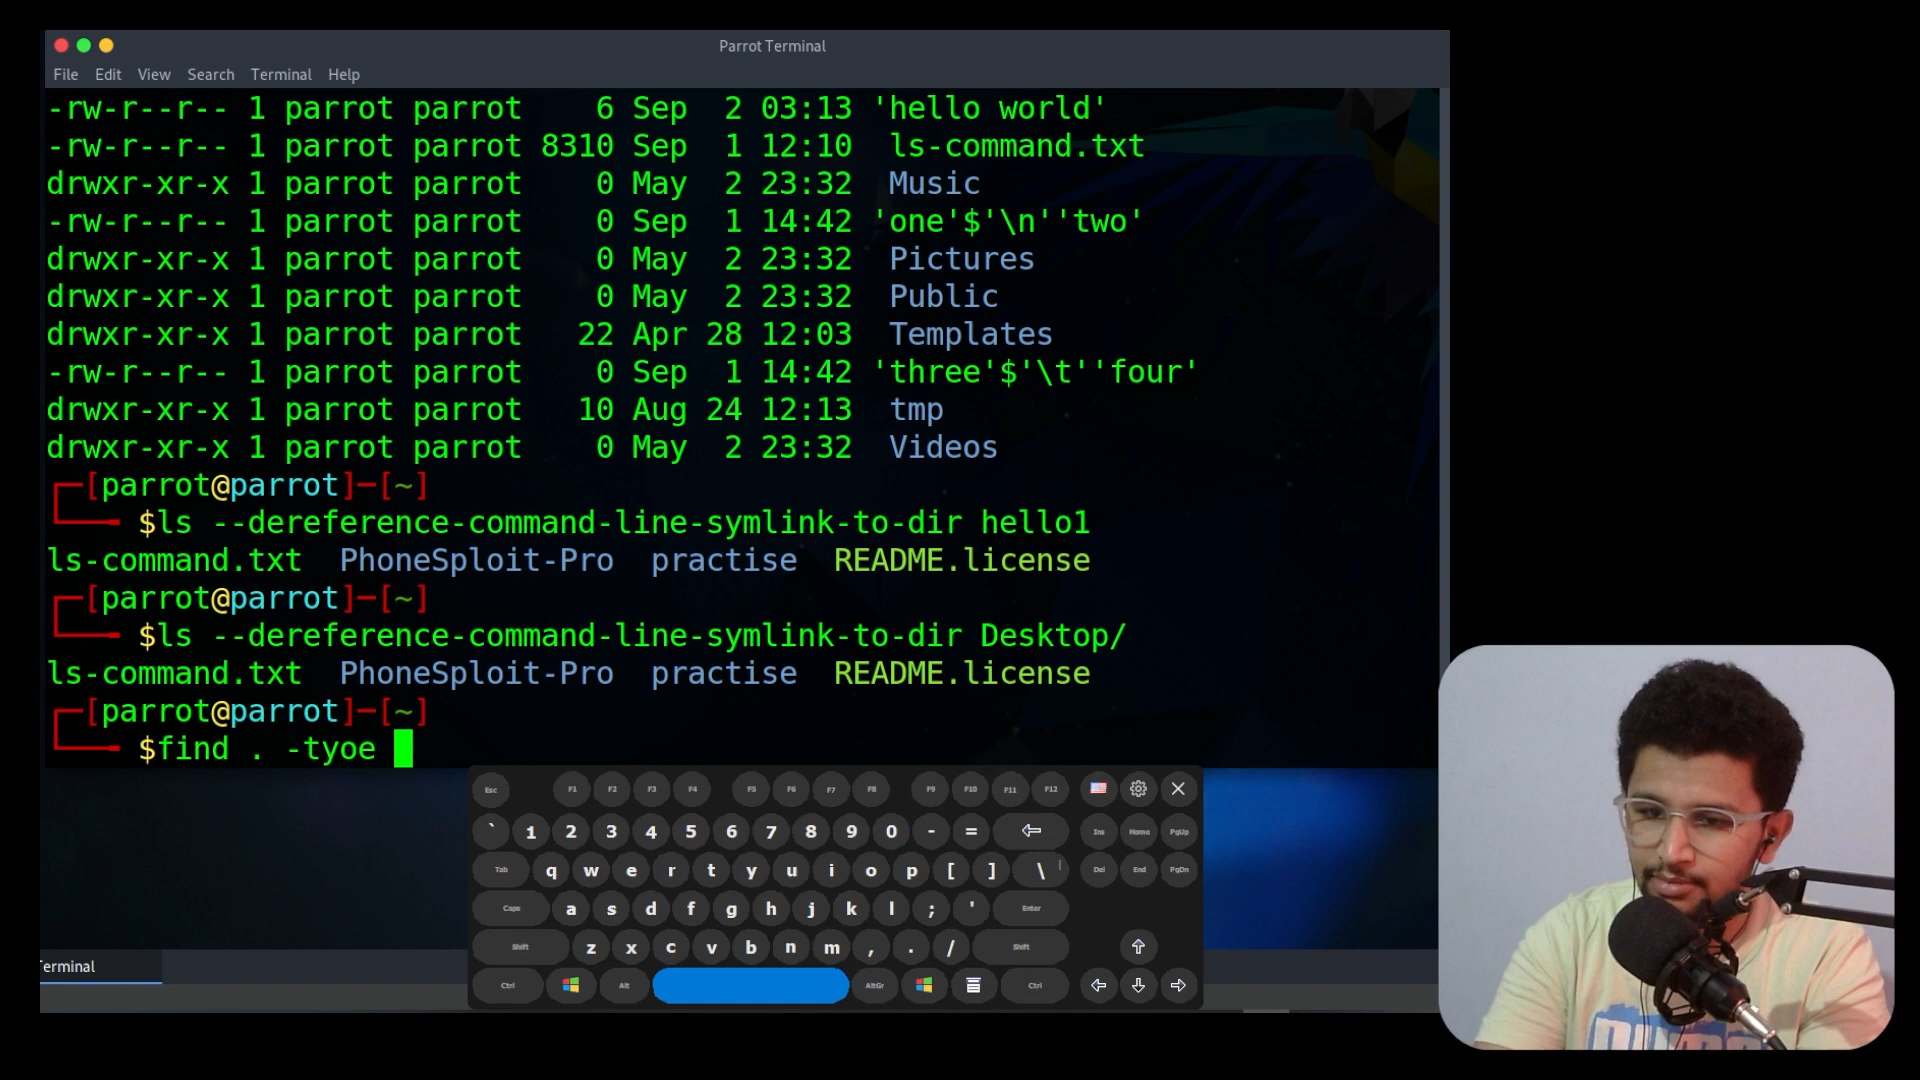 Parrot Terminal
File Edit View Search Terminal Help
-rw-r--r-- 1 parrot parrot 6 Sep 2 03:13 'hello world'
-rw-r--r-- 1 parrot parrot 8310 Sep 1 12:10 ls-command.txt
drwxr-xr-x 1 parrot parrot 0 May 2 23:32 Music
-rw-r--r-- 1 parrot parrot 0 Sep 1 14:42 'one'$'\n''two'
drwxr-xr-x 1 parrot parrot 0 May 2 23:32 Pictures
drwxr-xr-x 1 parrot parrot 0 May 2 23:32 Public
drwxr-xr-x 1 parrot parrot 22 Apr 28 12:03 Templates
-rw-r--r-- 1 parrot parrot 0 Sep 1 14:42 'three'$'\t''four'
drwxr-xr-x 1 parrot parrot 10 Aug 24 12:13 tmp
drwxr-xr-x 1 parrot parrot 0 May 2 23:32 Videos
┌─[parrot@parrot]─[~]
└──╼ $ls --dereference-command-line-symlink-to-dir hello1
ls-command.txt PhoneSploit-Pro practise README.license
┌─[parrot@parrot]─[~]
└──╼ $ls --dereference-command-line-symlink-to-dir Desktop/
ls-command.txt PhoneSploit-Pro practise README.license
┌─[parrot@parrot]─[~]
└──╼ $find . -tyoe
Esc F1 F2 F3 F4 F5 F6 F7 F8 F9 F10 F11 F12
` 1 2 3 4 5 6 7 8 9 0 - = Ins Home PgUp
Tab q w e r t y u i o p [ ] \ | Del End PgDn
Caps a s d f g h j k l ; ' Enter
Shift z x c v b n m , . / Shift
Ctrl Alt AltGr Ctrl
erminal